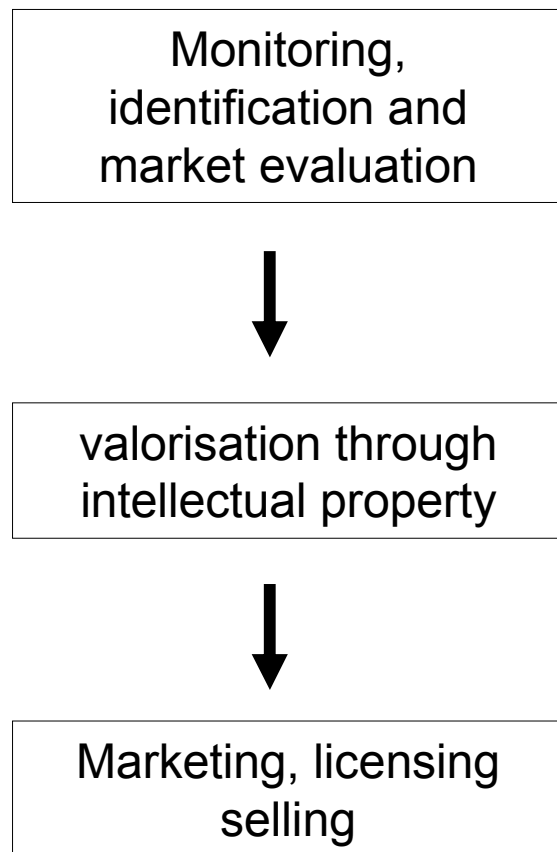 Monitoring,
identification and
market evaluation
valorisation through
intellectual property
Marketing, licensing
selling